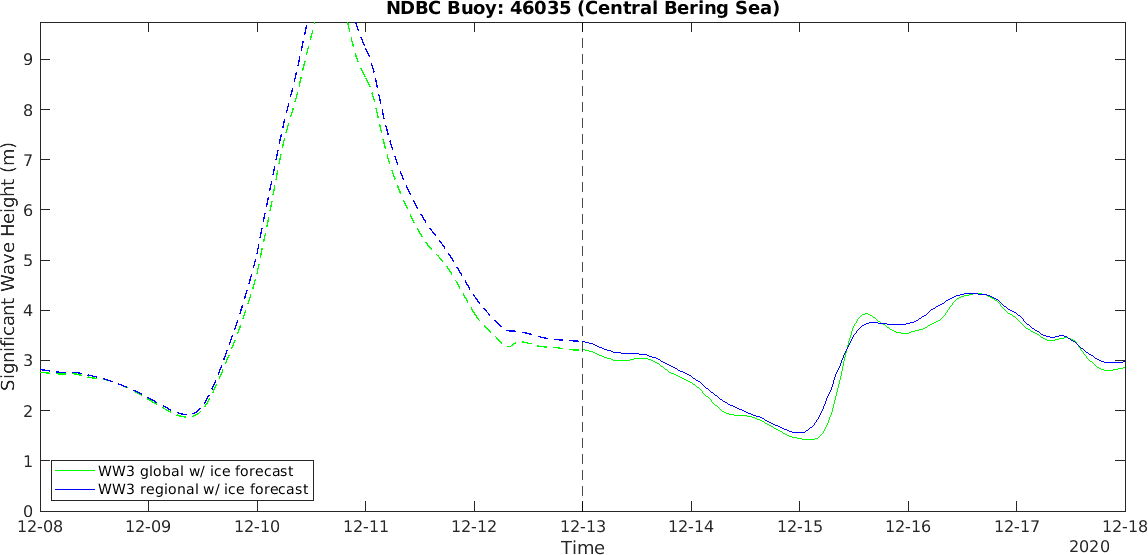 NDBC Buoy: 46035 (Central Bering Sea)
Significant Wave Height (m)
9
8
7
6
5
4
3
2
1
0
WW3 global w/ ice forecast
WW3 regional w/ ice forecast
12-08 12-09 12-10 12-11 12-12 12-13 12-14 12-15 12-16 12-17 12-18
Time
2020